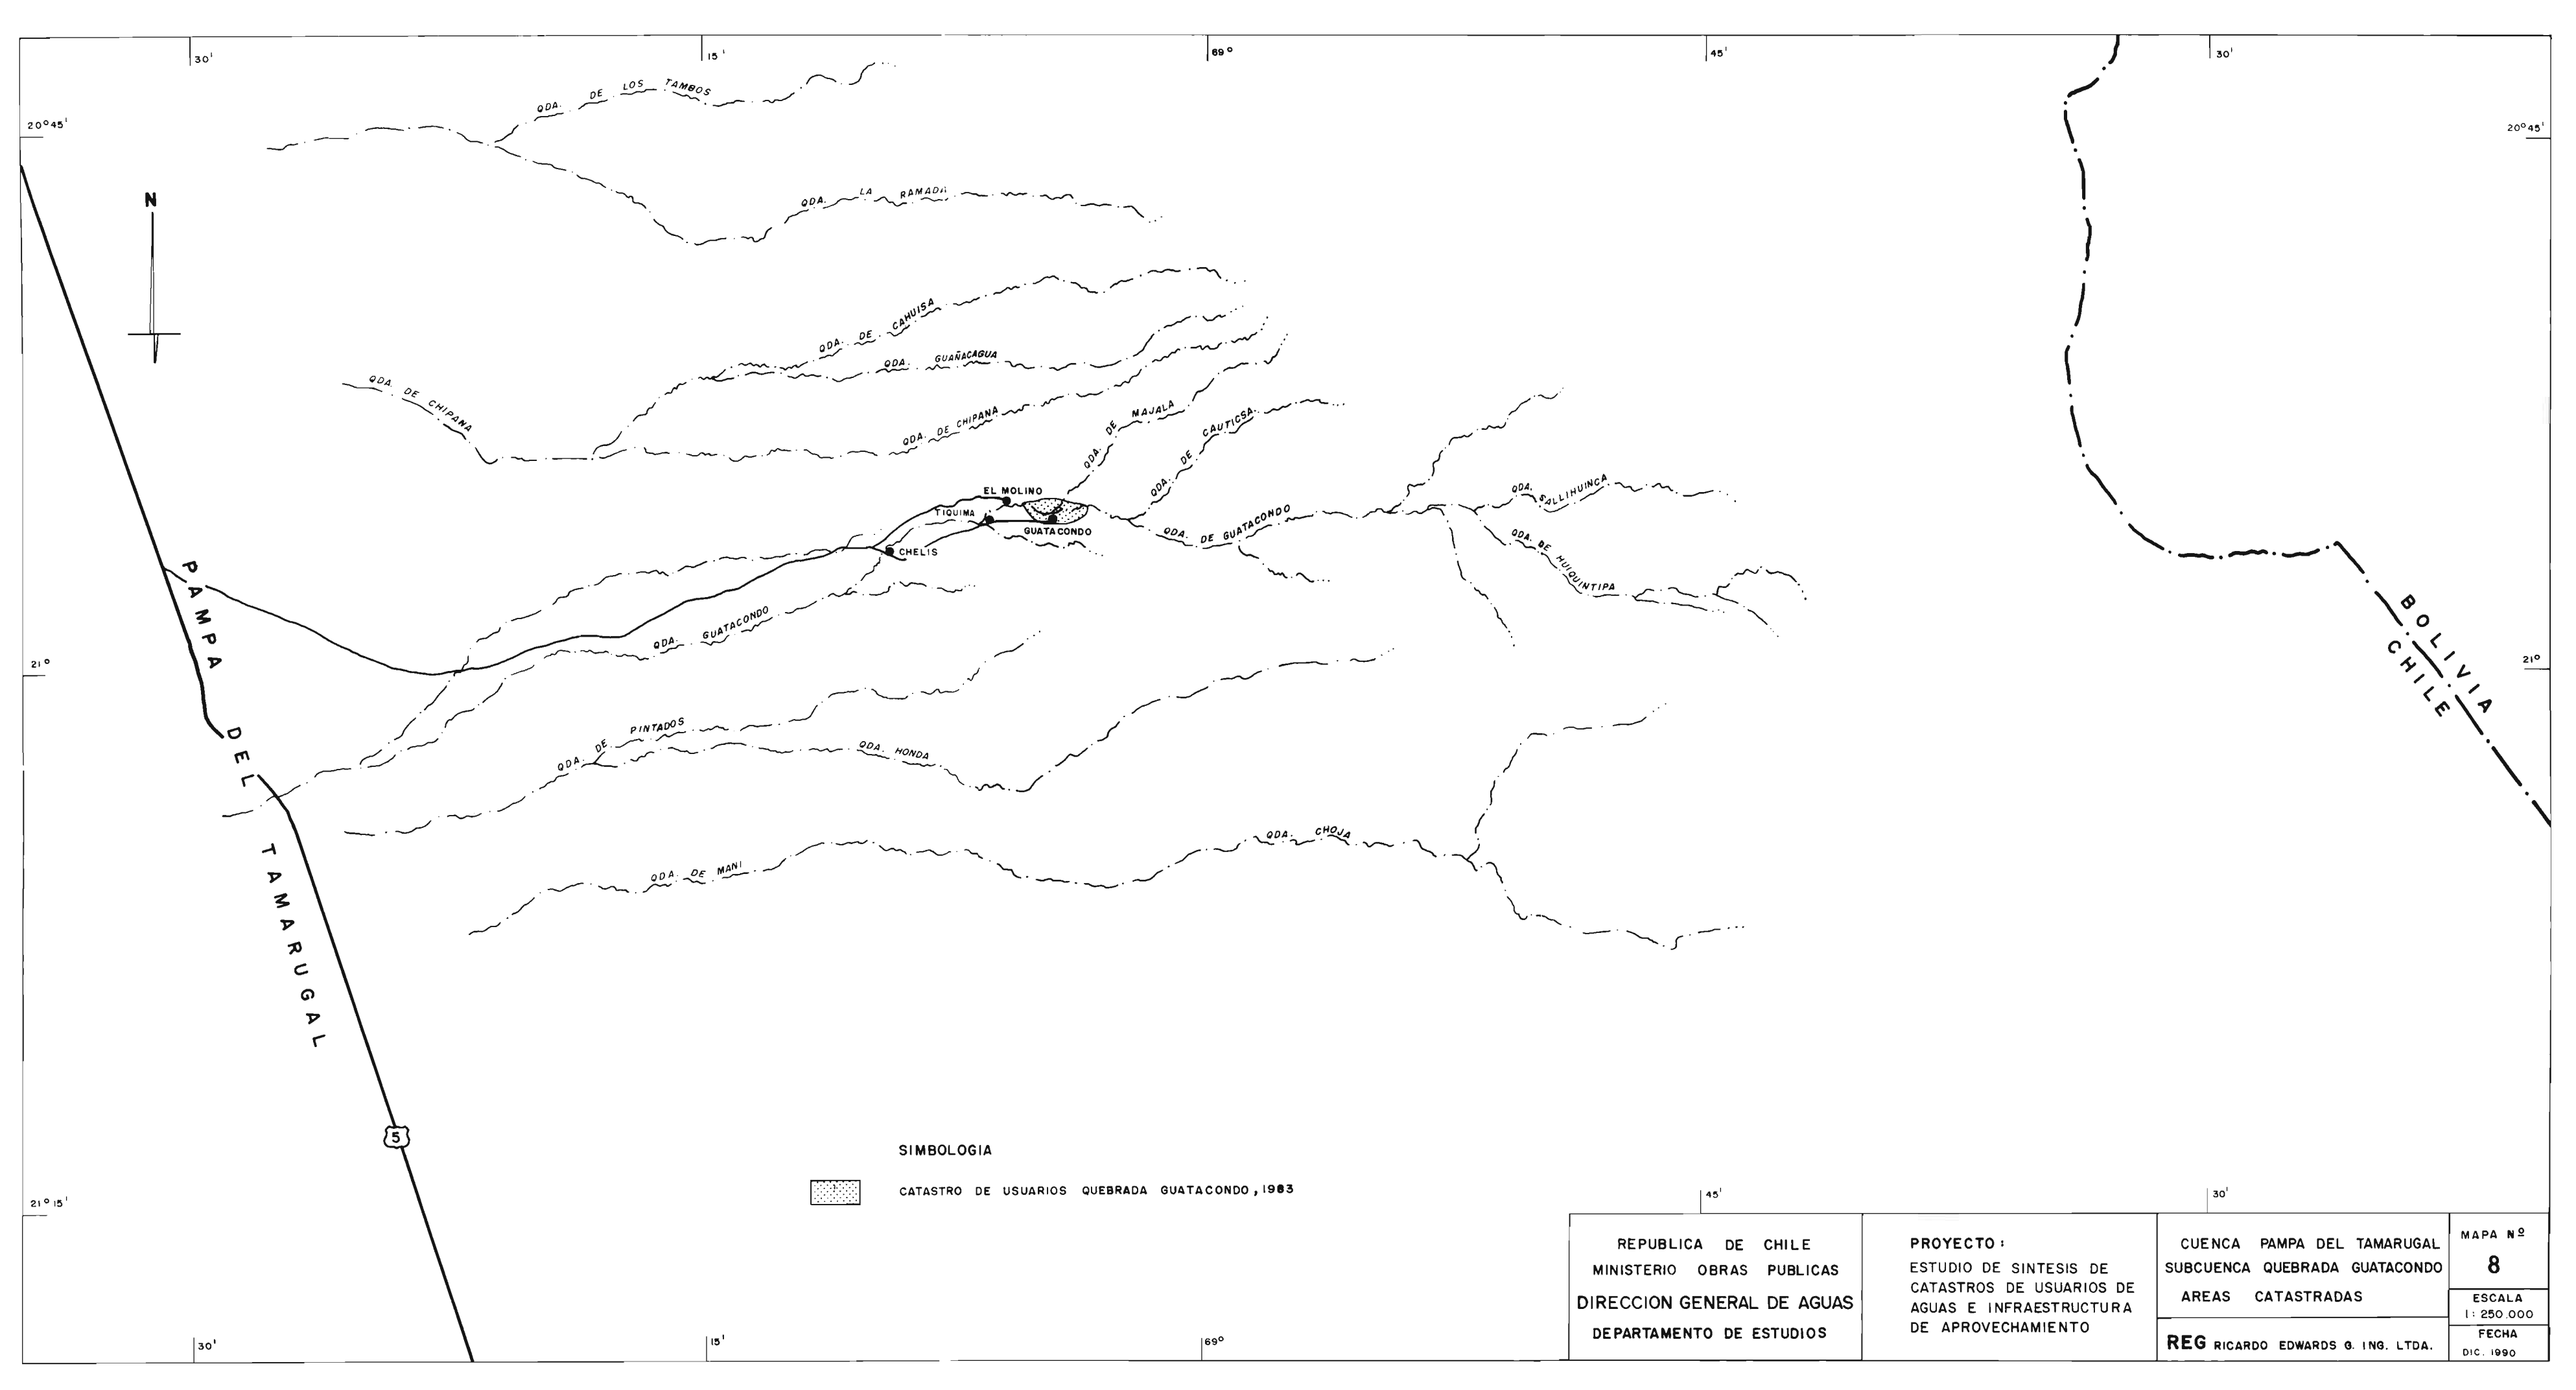 30' 15' 69° 45' 30'
QDA. DE LOS TAMBOS
20°45' 20°45'
N
QDA. LA RAMADA
QDA. DE CAHUISA
QDA. GUAÑACAGUA
QDA. DE CHIPANA
QDA. DE CHIPANA
QDA. DE MAJALA
QDA. DE CAUTICSA
EL MOLINO
TIQUIMA
GUATACONDO
CHELIS
QDA. DE GUATACONDO
QDA. SALLIHUINCA
QDA. DE HUIQUINTIPA
QDA. GUATACONDO
PAMPA DEL TAMARUGAL
BOLIVIA
CHILE
21° 21°
QDA. DE PINTADOS
QDA. HONDA
QDA. CHOJA
QDA. DE MANI
5
SIMBOLOGIA
CATASTRO DE USUARIOS QUEBRADA GUATACONDO, 1983
21°15'
45' 30'
30' 15' 69°
REPUBLICA DE CHILE
MINISTERIO OBRAS PUBLICAS
DIRECCION GENERAL DE AGUAS
DEPARTAMENTO DE ESTUDIOS
PROYECTO:
ESTUDIO DE SINTESIS DE
CATASTROS DE USUARIOS DE
AGUAS E INFRAESTRUCTURA
DE APROVECHAMIENTO
CUENCA PAMPA DEL TAMARUGAL
SUBCUENCA QUEBRADA GUATACONDO
AREAS CATASTRADAS
REG RICARDO EDWARDS G. ING. LTDA.
MAPA Nº
8
ESCALA
1:250.000
FECHA
DIC. 1990